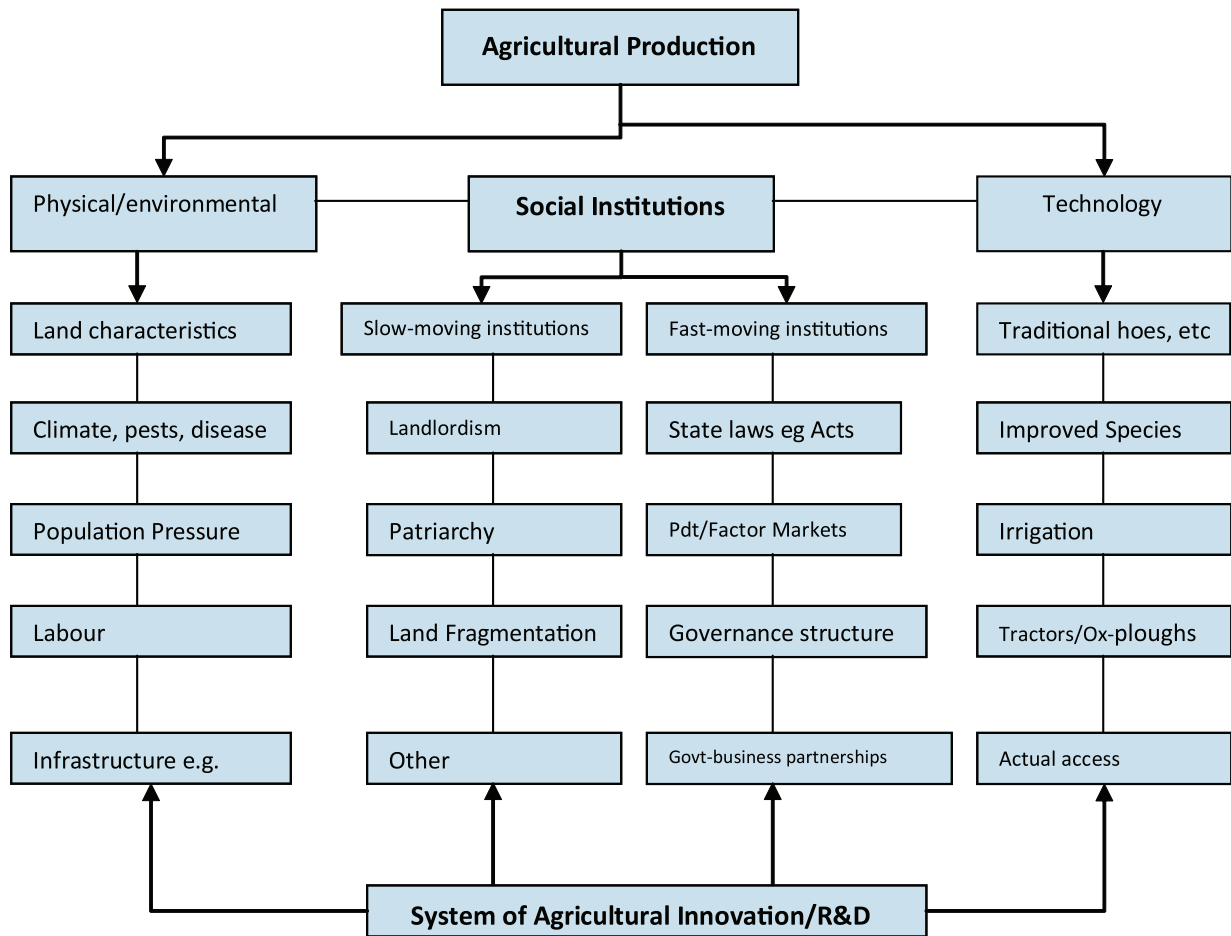 Agricultural Production
Physical/environmental
Social Institutions
Technology
Land characteristics
Slow-moving institutions
Fast-moving institutions
Traditional hoes, etc
Climate, pests, disease
Landlordism
State laws eg Acts
Improved Species
Population Pressure
Patriarchy
Pdt/Factor Markets
Irrigation
Labour
Land Fragmentation
Governance structure
Tractors/Ox-ploughs
Infrastructure e.g.
Other
Govt-business partnerships
Actual access
System of Agricultural Innovation/R&D